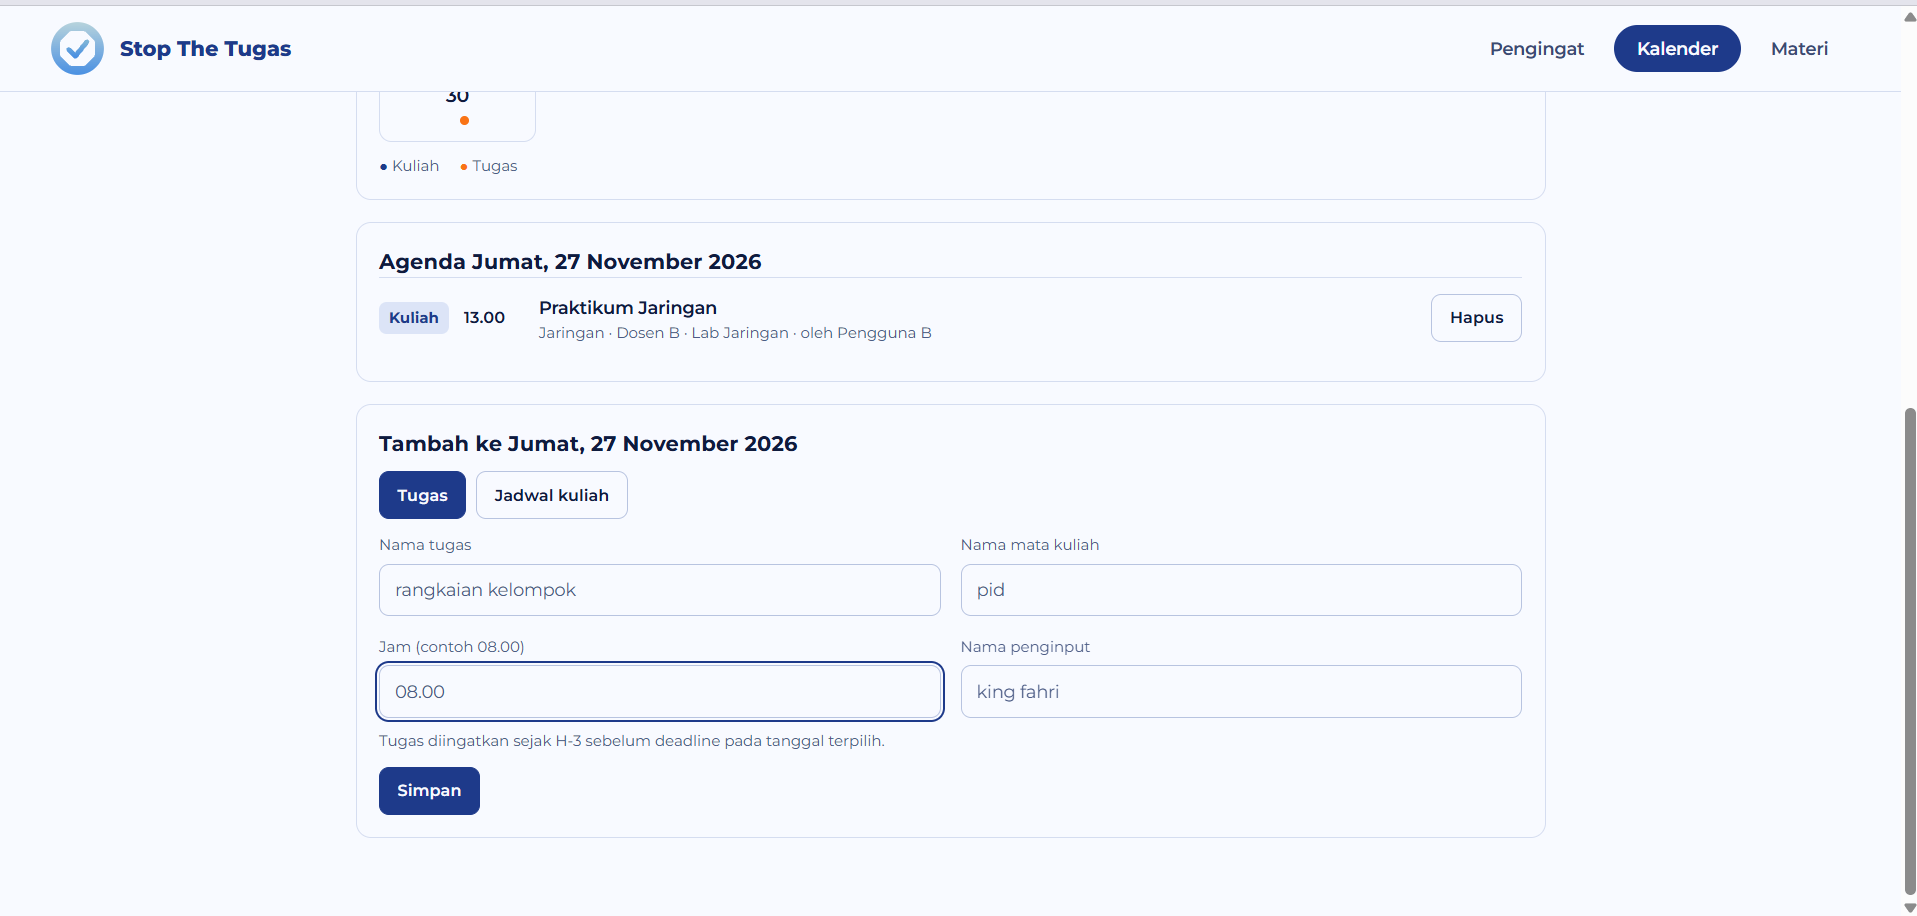 Stop The Tugas
Pengingat
Kalender
Materi
30
Kuliah
Tugas
Agenda Jumat, 27 November 2026
Kuliah
13.00
Praktikum Jaringan
Jaringan · Dosen B · Lab Jaringan · oleh Pengguna B
Hapus
Tambah ke Jumat, 27 November 2026
Tugas
Jadwal kuliah
Nama tugas
Nama mata kuliah
rangkaian kelompok
pid
Jam (contoh 08.00)
Nama penginput
08.00
king fahri
Tugas diingatkan sejak H-3 sebelum deadline pada tanggal terpilih.
Simpan